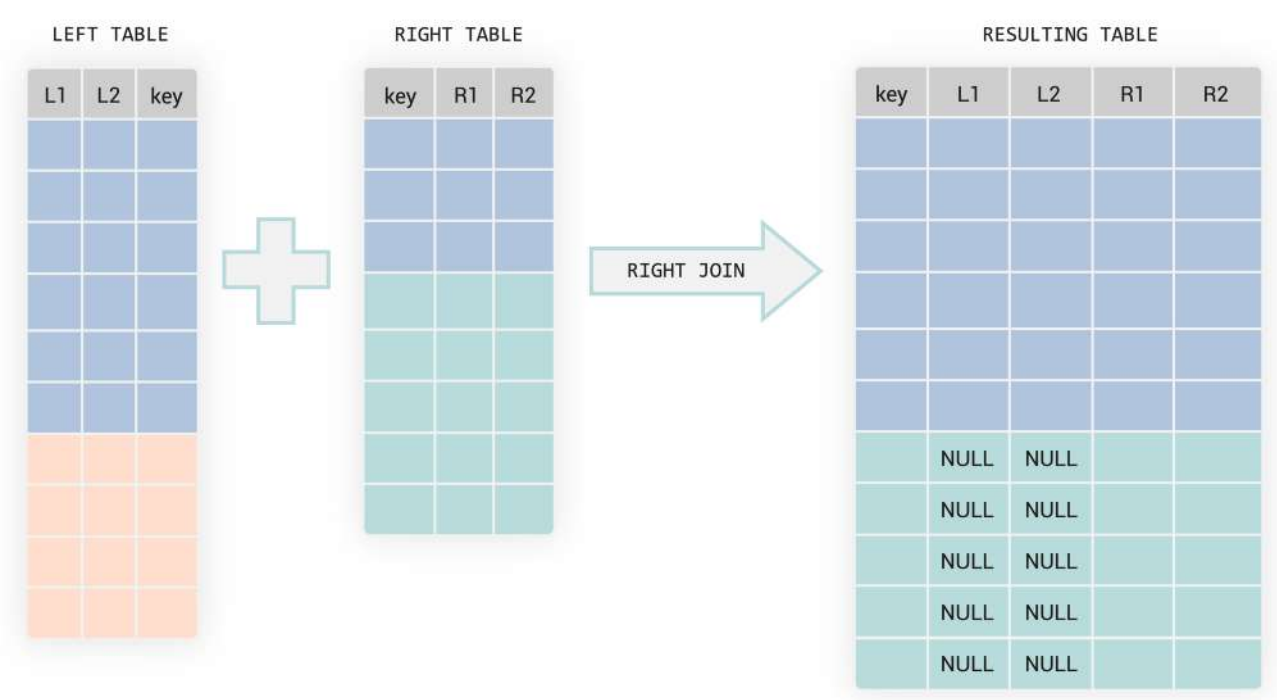 LEFT TABLE
RIGHT TABLE
RESULTING TABLE
L1 L2 key
key R1 R2
key L1 L2 R1 R2
RIGHT JOIN
NULL NULL
NULL NULL
NULL NULL
NULL NULL
NULL NULL